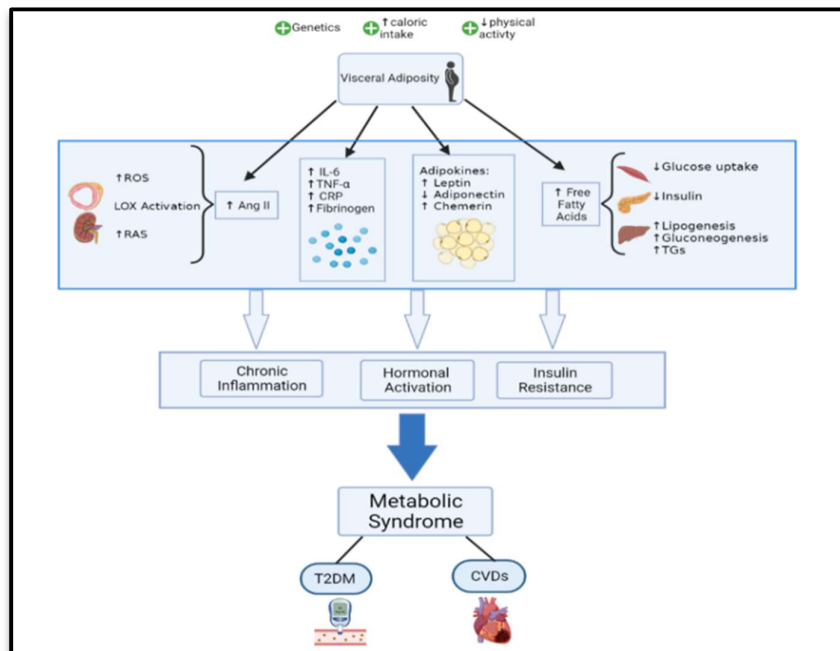 Genetics
↑caloric
intake
↓physical
activty
Visceral Adiposity
↑ROS
LOX Activation
↑RAS
↑ Ang II
↑ IL-6
↑TNF-α
↑ CRP
↑Fibrinogen
Adipokines:
↑ Leptin
↓ Adiponectin
↑ Chemerin
↑ Free
Fatty
Acids
↓Glucose uptake
↓Insulin
↑Lipogenesis
↑Gluconeogenesis
↑TGs
Chronic
Inflammation
Hormonal
Activation
Insulin
Resistance
Metabolic
Syndrome
T2DM
CVDs